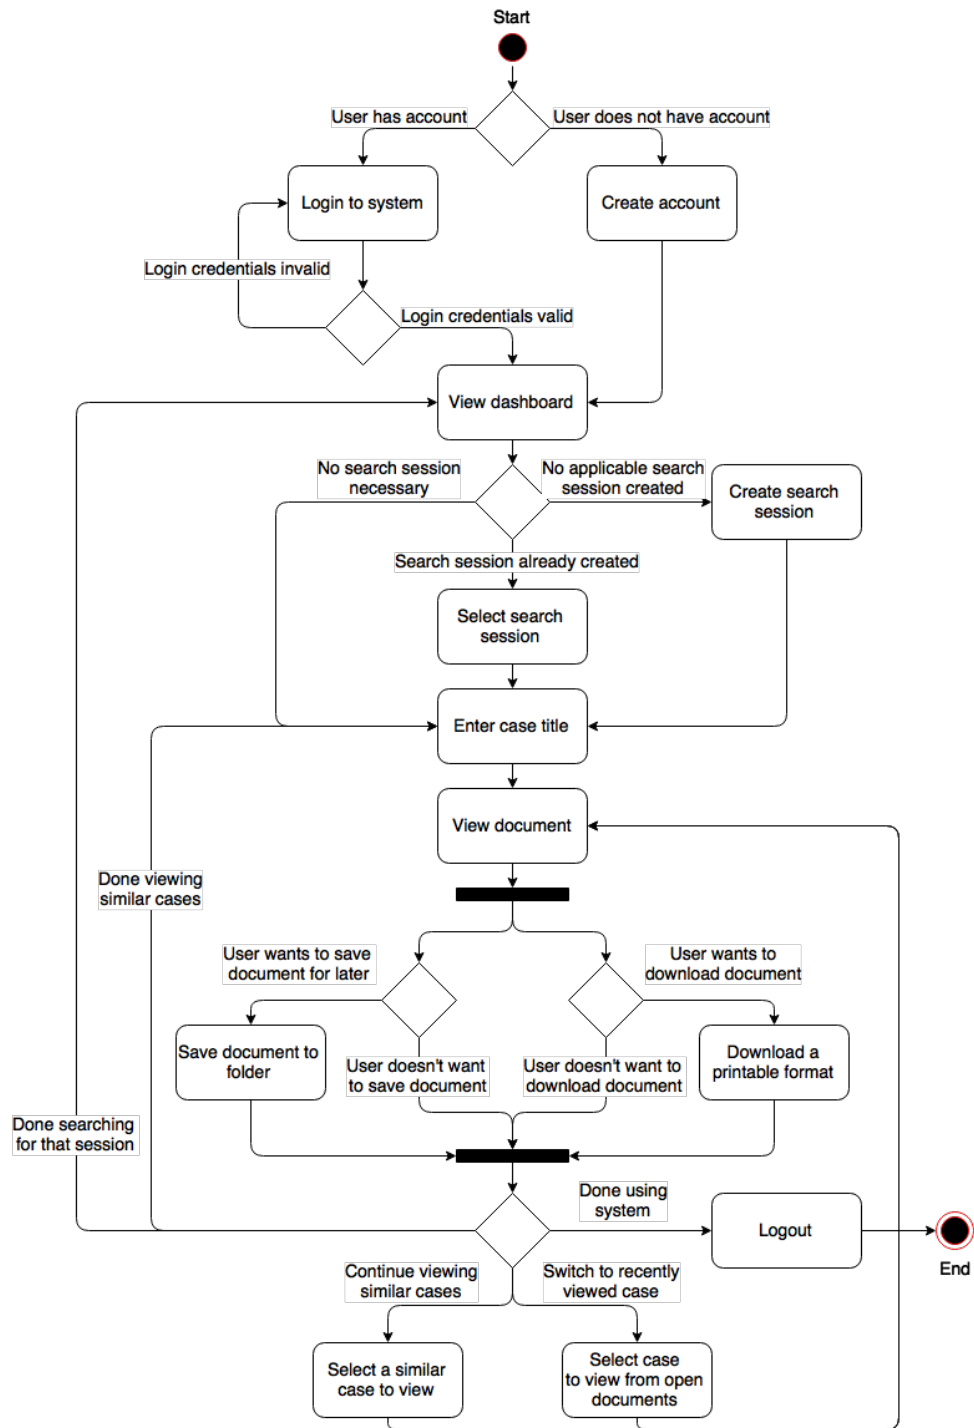 Start
User has account
User does not have account
Login to system
Create account
Login credentials invalid
Login credentials valid
View dashboard
No search session
necessary
No applicable search
session created
Create search
session
Search session already created
Select search
session
Enter case title
View document
Done viewing
similar cases
User wants to save
document for later
User wants to
download document
Save document to
folder
User doesn't want
to save document
User doesn't want to
download document
Download a
printable format
Done searching
for that session
Done using
system
Logout
End
Continue viewing
similar cases
Switch to recently
viewed case
Select a similar
case to view
Select case
to view from open
documents